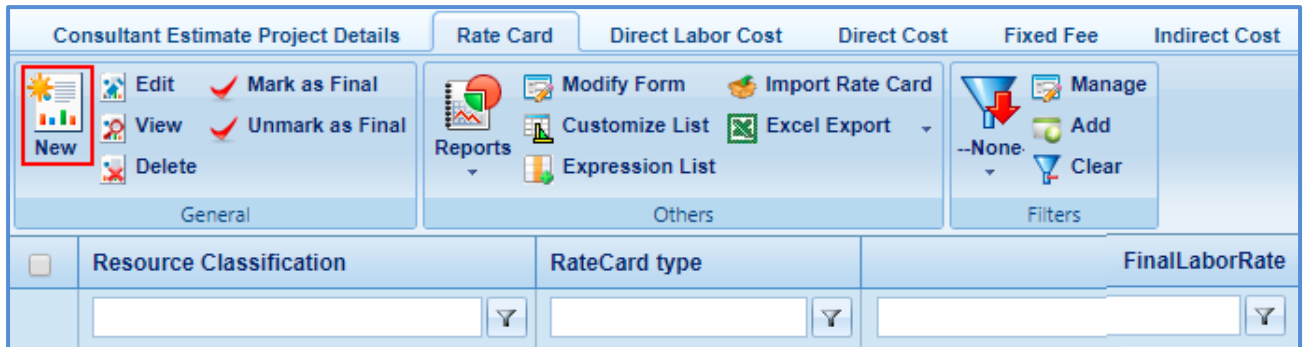 Consultant Estimate Project Details Rate Card Direct Labor Cost Direct Cost Fixed Fee Indirect Cost
New
Edit Mark as Final
View Unmark as Final
Delete
General
Reports
Modify Form Import Rate Card
Customize List Excel Export
Expression List
Others
--None-
Manage
Add
Clear
Filters
Resource Classification RateCard type FinalLaborRate